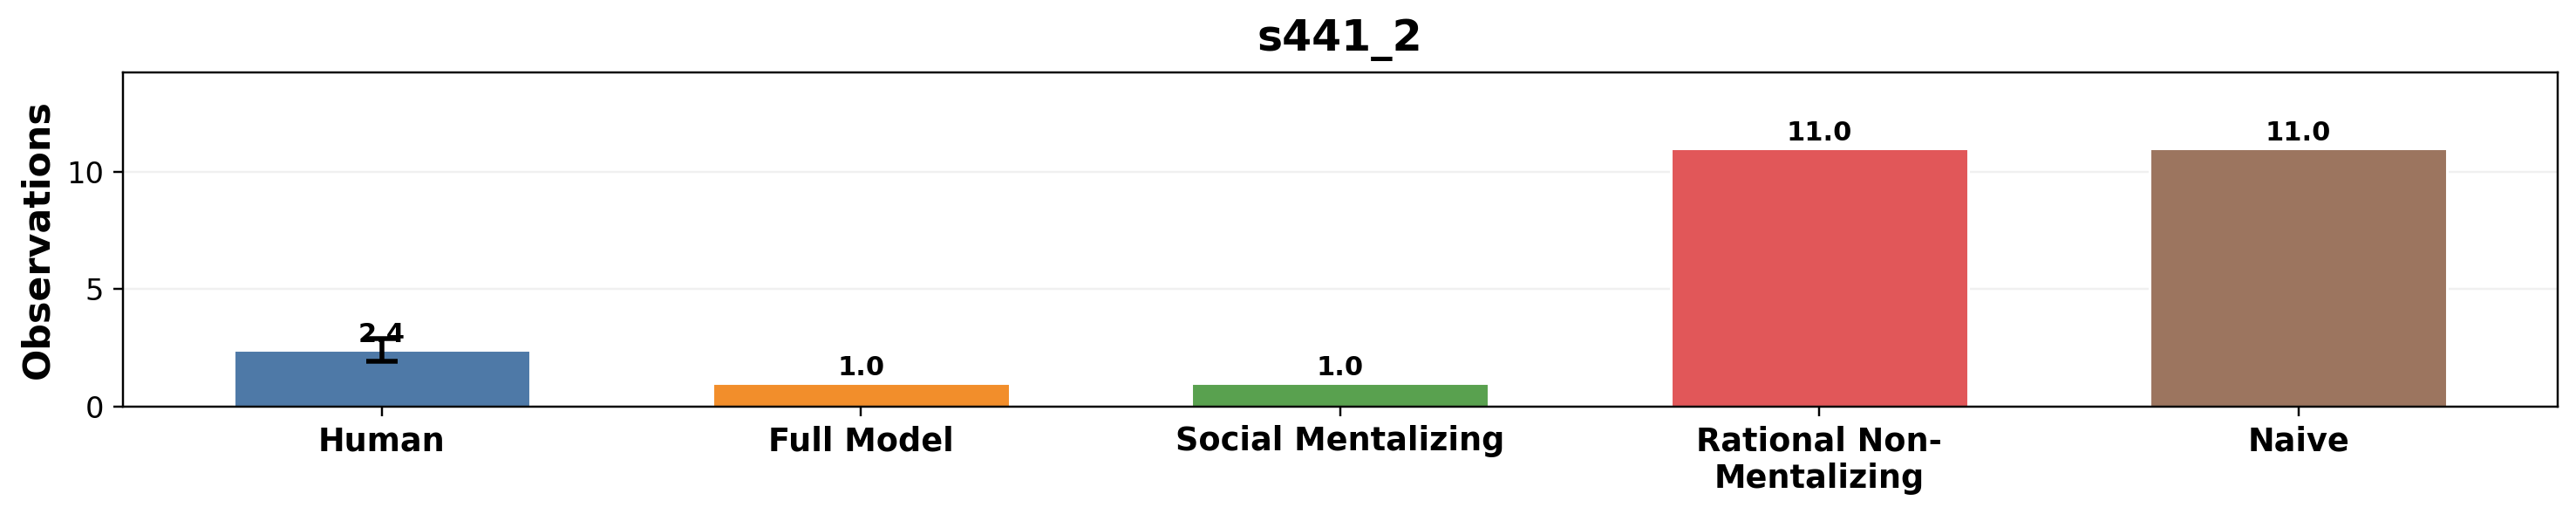 s441_2
Observations
10
5
0
2.4
1.0
1.0
11.0
11.0
Human
Full Model
Social Mentalizing
Rational Non-
Mentalizing
Naive